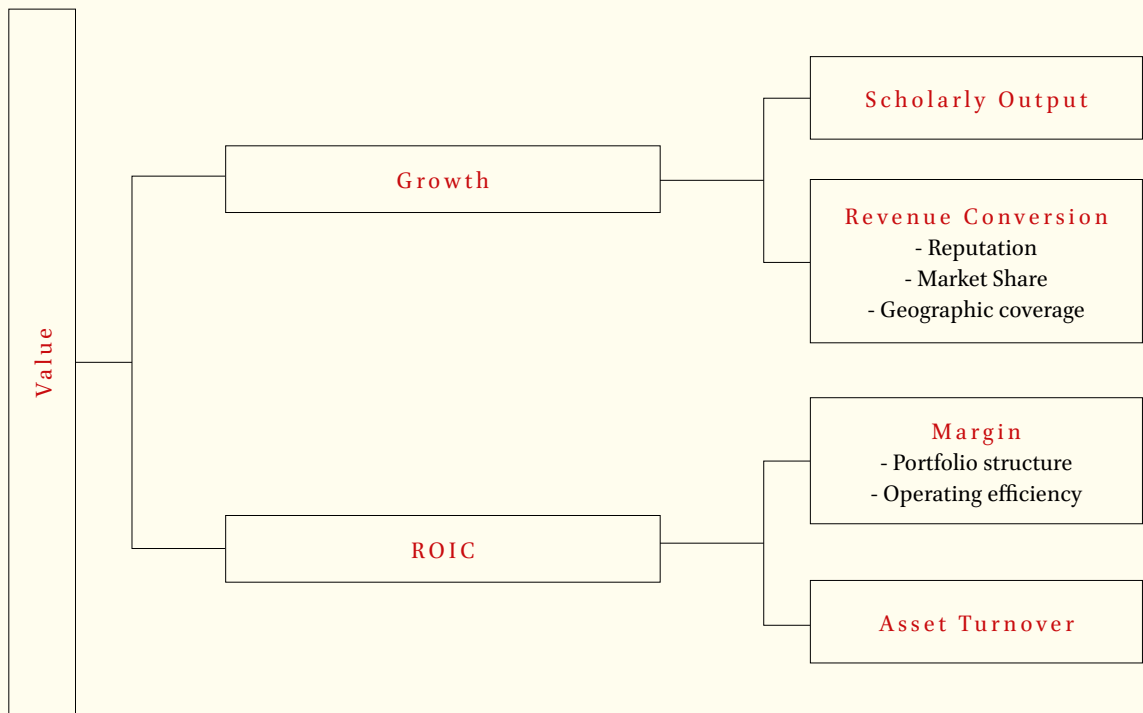 Value
Growth
Scholarly Output
Revenue Conversion
- Reputation
- Market Share
- Geographic coverage
ROIC
Margin
- Portfolio structure
- Operating efficiency
Asset Turnover